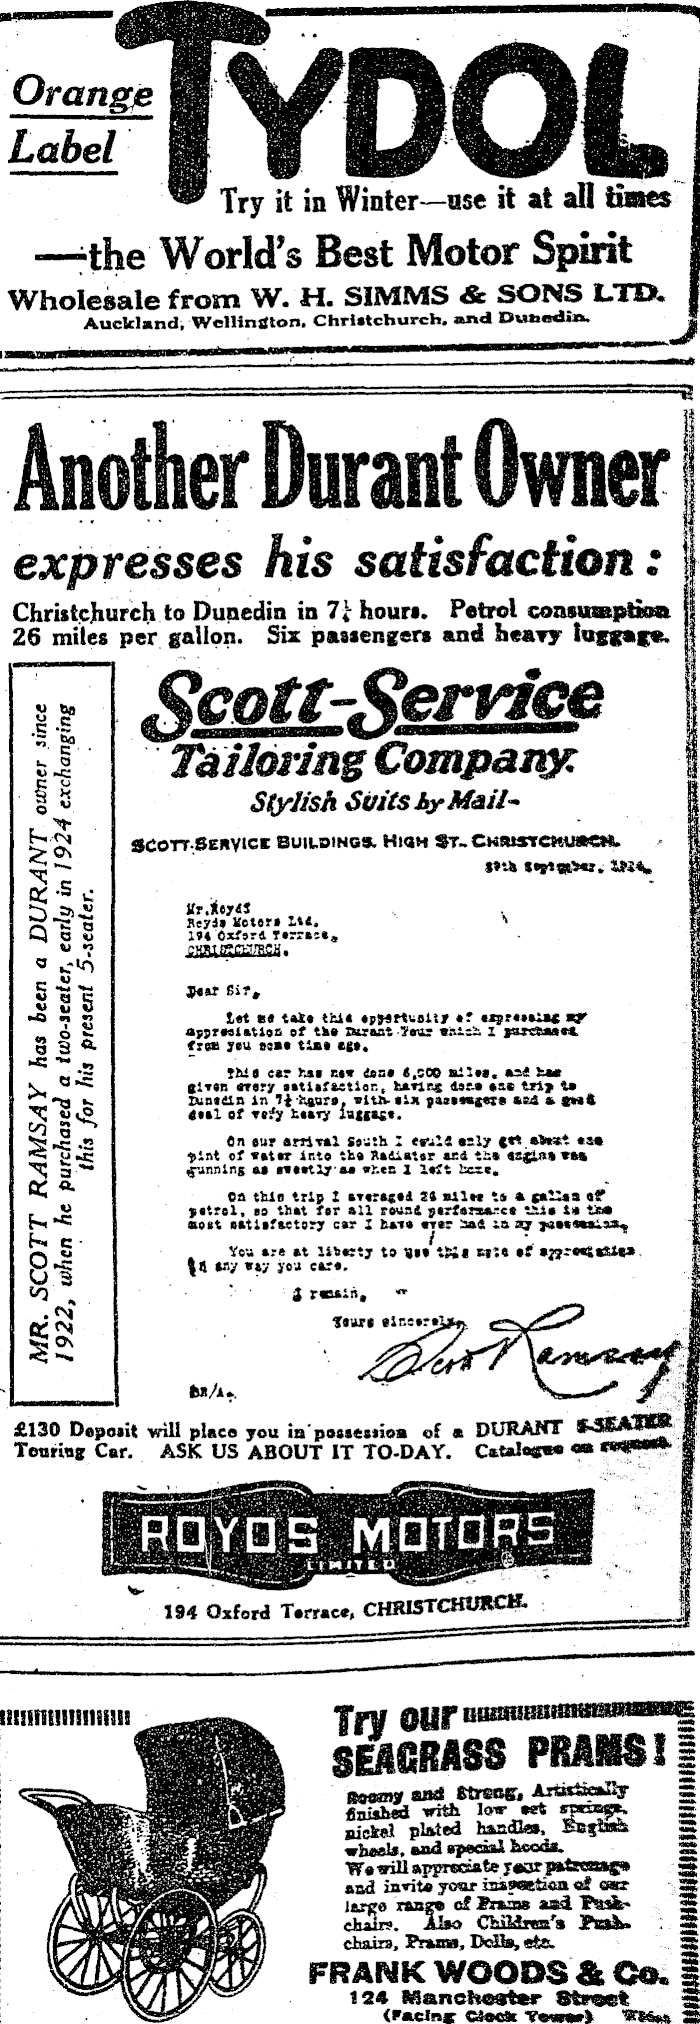 Orange
Label
TYDOL
Try it in Winter—use it at all times
—the World's Best Motor Spirit
Wholesale from W. H. SIMMS & SONS LTD.
Auckland, Wellington, Christchurch, and Dunedin.
Another Durant Owner
expresses his satisfaction:
Christchurch to Dunedin in 7½ hours. Petrol consumption
26 miles per gallon. Six passengers and heavy luggage.
MR. SCOTT RAMSAY has been a DURANT owner since
1922, when he purchased a two-seater, early in 1924 exchanging
this for his present 5-seater.
Scott-Service
Tailoring Company.
Stylish Suits by Mail-
SCOTT-SERVICE BUILDINGS, HIGH ST., CHRISTCHURCH.
September, 1924.
Mr. Royds
Royds Motors Ltd.
194 Oxford Terrace,
CHRISTCHURCH.
Dear Sir,
Let me take this opportunity of expressing my
appreciation of the Durant Four which I purchased
from you some time ago.
This car has now done 6,000 miles, and has
given every satisfaction, having done one trip to
Dunedin in 7½ hours, with six passengers and a good
deal of very heavy luggage.
On our arrival South I could only get about one
pint of water into the Radiator and the engine was
running as sweetly as when I left here.
On this trip I averaged 26 miles to a gallon of
petrol, so that for all round performance this is the
most satisfactory car I have ever had in my possession.
You are at liberty to use this note of appreciation
in any way you care.
I remain,
Yours sincerely,
Scott Ramsay
SR/A.
£130 Deposit will place you in possession of a DURANT 5-SEATER
Touring Car. ASK US ABOUT IT TO-DAY. Catalogue on request.
ROYDS MOTORS
LIMITED
194 Oxford Terrace, CHRISTCHURCH.
Try our
SEAGRASS PRAMS!
Roomy and Strong, Artistically
finished with low set springs,
nickel plated handles, English
wheels, and special hoods.
We will appreciate your patronage
and invite your inspection of our
large range of Prams and Push-
chairs. Also Children's Push-
chairs, Prams, Dolls, etc.
FRANK WOODS & Co.
124 Manchester Street
(Facing Clock Tower)